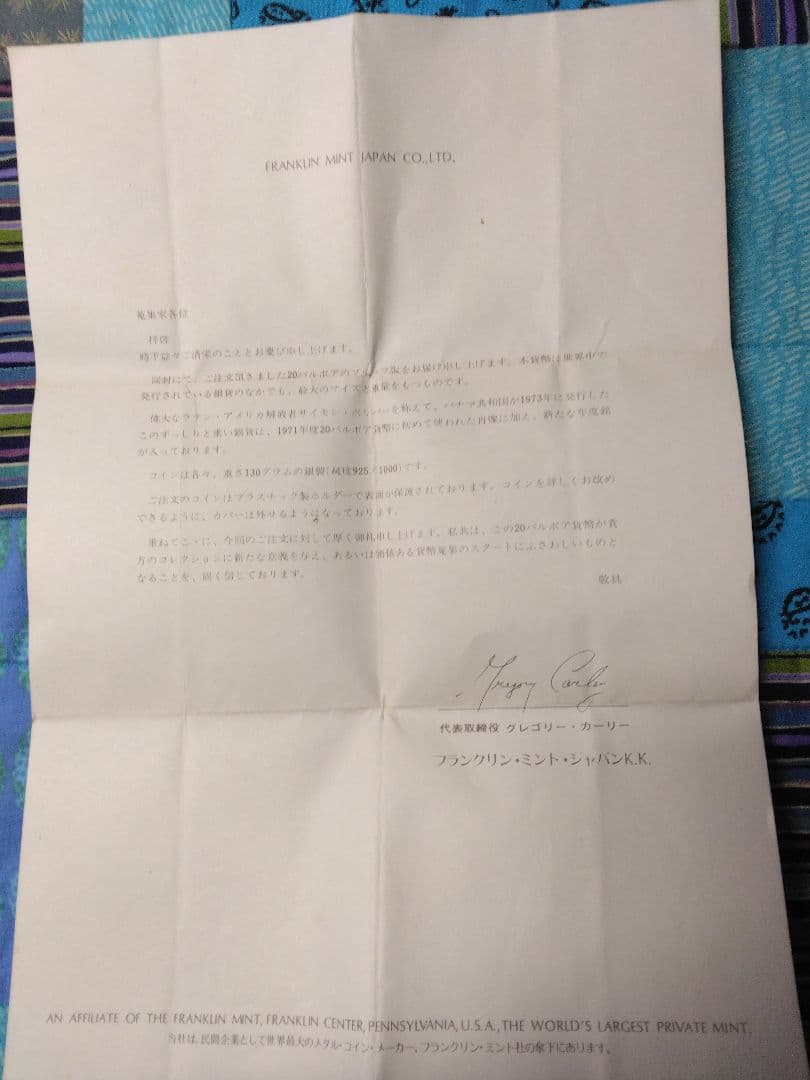 FRANKLIN MINT JAPAN CO.,LTD.
蒐集家各位
拝啓
時下益々ご清栄のこととお慶び申し上げます。
同封にて、ご注文頂きました20バルボアのプルーフ版をお届け申し上げます。本貨幣は世界中で
発行されている銀貨のなかでも、最大のサイズと重量をもつものです。
偉大なラテン・アメリカ解放者サイモン・ボリバーを称えて、パナマ共和国が1973年に発行した
このずっしりと重い銀貨は、1971年度20バルボア貨幣に初めて使われた肖像に加え、新たな年度銘
が入っております。
コインは各々、重さ130グラムの銀製(純度925/1000)です。
ご注文のコインはプラスチック製ホルダーで表面が保護されております。コインを詳しくお改め
できるように、カバーは外せるようになっております。
重ねてここに、今回のご注文に対して厚く御礼申し上げます。私共は、この20バルボア貨幣が貴
方のコレクションに新たな意義を与え、あるいは価値ある貨幣蒐集のスタートにふさわしいものと
なることを、固く信じております。
敬具
Gregory Carley
代表取締役 グレゴリー・カーリー
フランクリン・ミント・ジャパンK.K.
AN AFFILIATE OF THE FRANKLIN MINT, FRANKLIN CENTER, PENNSYLVANIA, U.S.A., THE WORLD'S LARGEST PRIVATE MINT.
当社は、民間企業として世界最大のメダル・コイン・メーカー、フランクリン・ミント社の傘下にあります。